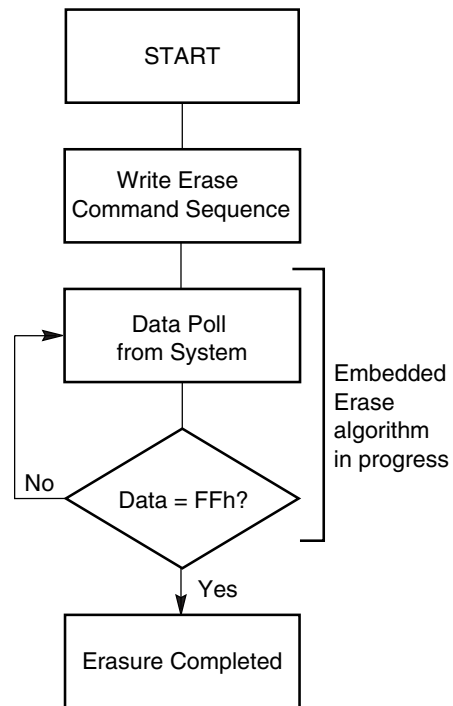 START
Write Erase
Command Sequence
Data Poll
from System
Embedded
Erase
algorithm
in progress
No
Data = FFh?
Yes
Erasure Completed